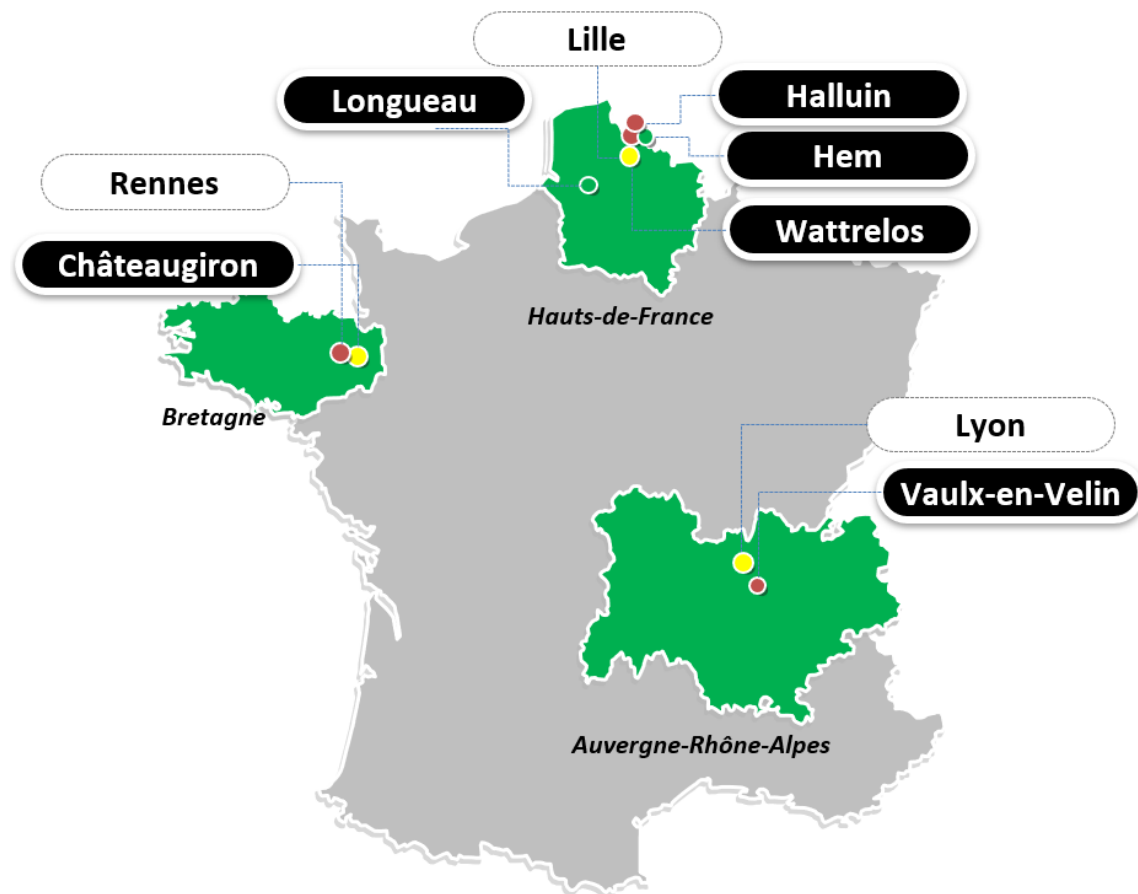 Lille
Longueau
Halluin
Hem
Rennes
Wattrelos
Châteaugiron
Hauts-de-France
Bretagne
Lyon
Vaulx-en-Velin
Auvergne-Rhône-Alpes